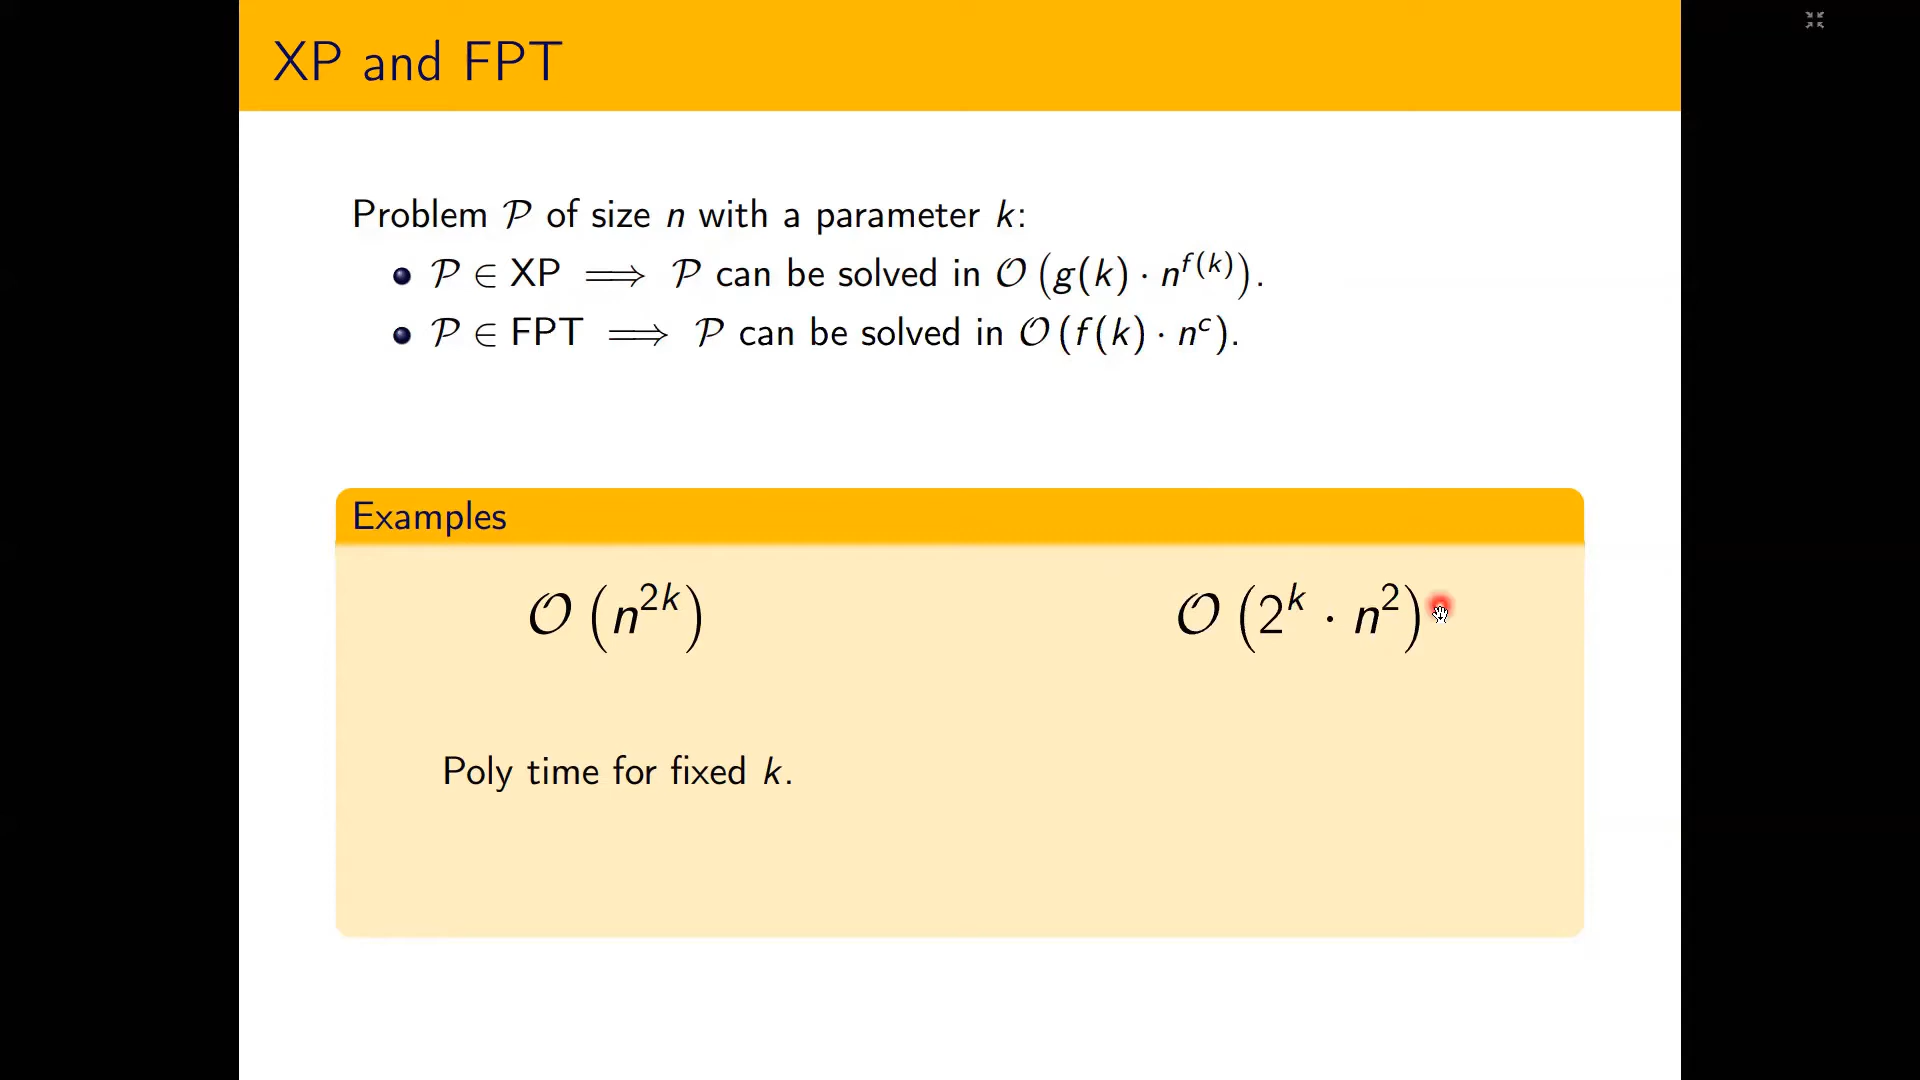 XP and FPT
Problem 𝒫 of size n with a parameter k:
• 𝒫 ∈ XP ⟹ 𝒫 can be solved in 𝒪(g(k) · n^{f(k)}).
• 𝒫 ∈ FPT ⟹ 𝒫 can be solved in 𝒪(f(k) · n^c).
Examples
𝒪(n^{2k}) 𝒪(2^k · n^2)
Poly time for fixed k.